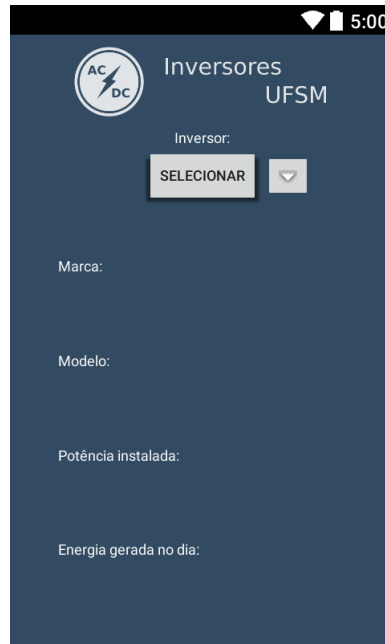 5:00
AC
DC
Inversores
UFSM
Inversor:
SELECIONAR
Marca:
Modelo:
Potência instalada:
Energia gerada no dia: